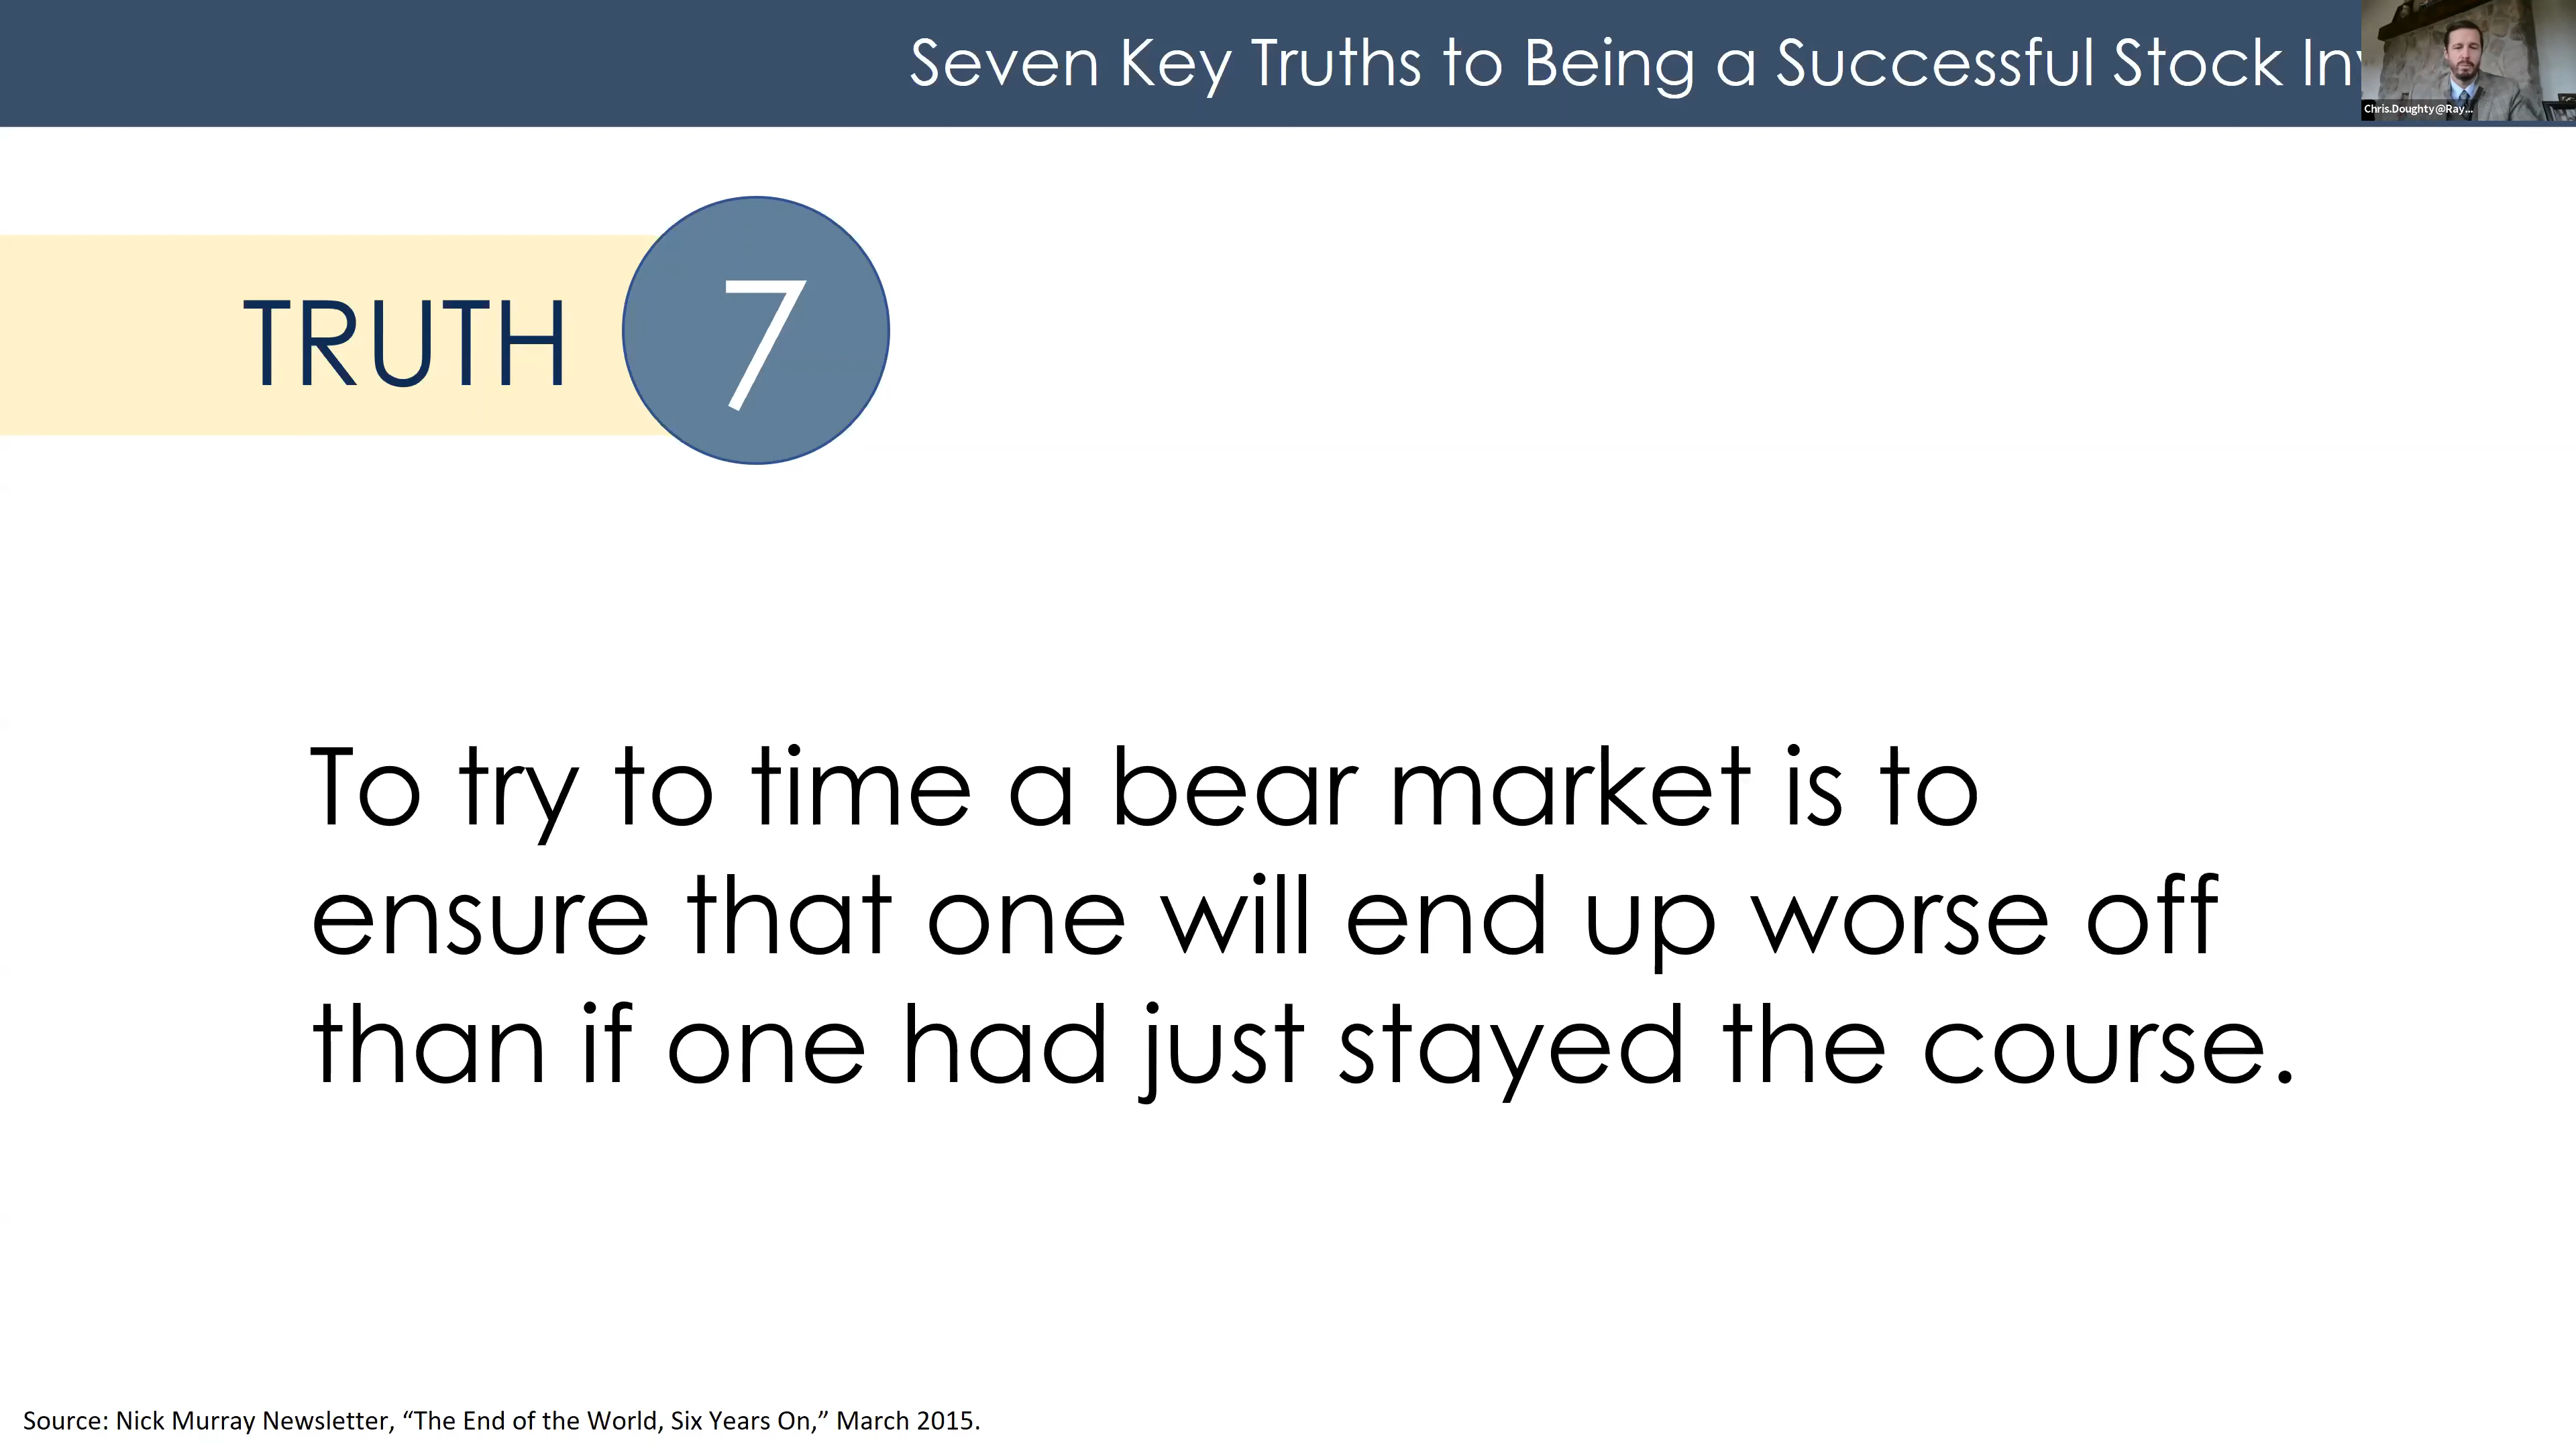 Seven Key Truths to Being a Successful Stock
Chris.Doughty@Ray...
TRUTH 7
To try to time a bear market is to
ensure that one will end up worse off
than if one had just stayed the course.
Source: Nick Murray Newsletter, “The End of the World, Six Years On,” March 2015.